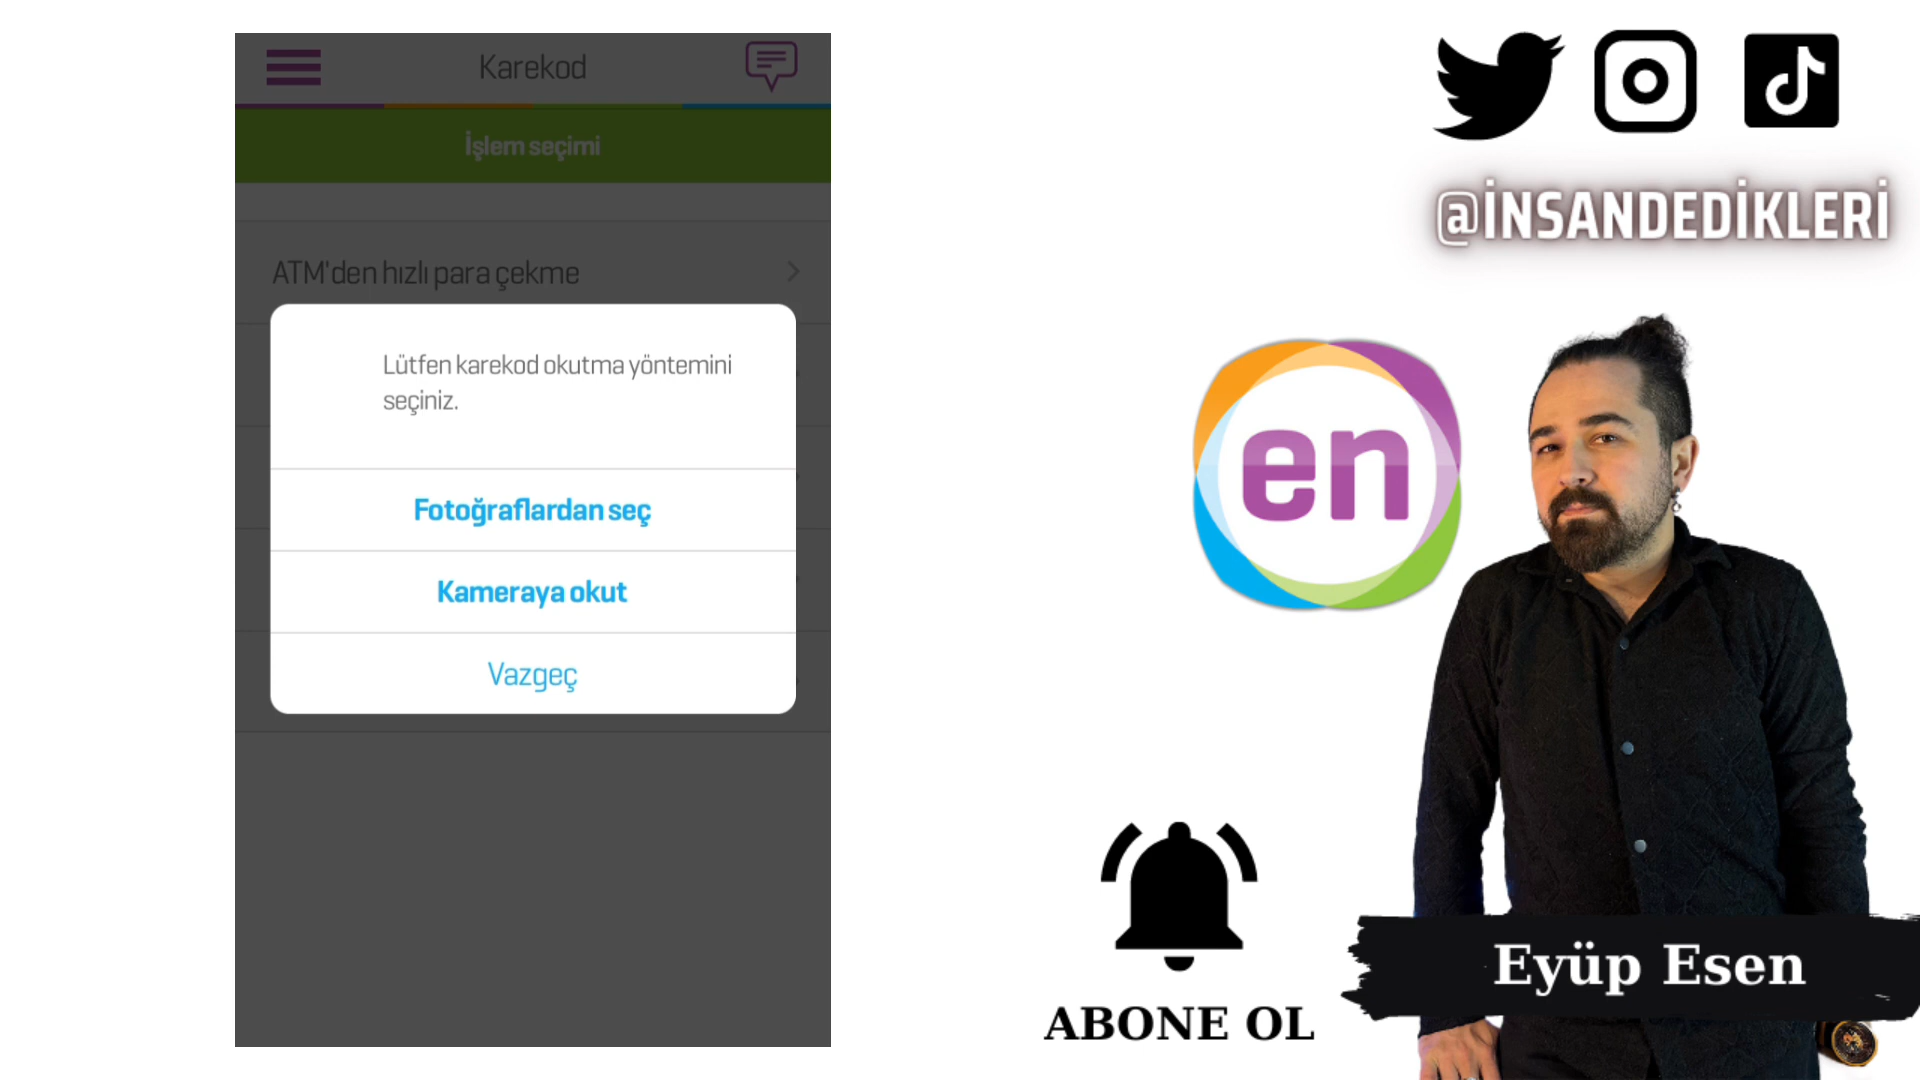 Karekod
İşlem seçimi
ATM'den hızlı para çekme
Lütfen karekod okutma yöntemini
seçiniz.
Fotoğraflardan seç
Kameraya okut
Vazgeç
@İNSANDEDİKLERİ
en
ABONE OL
Eyüp Esen